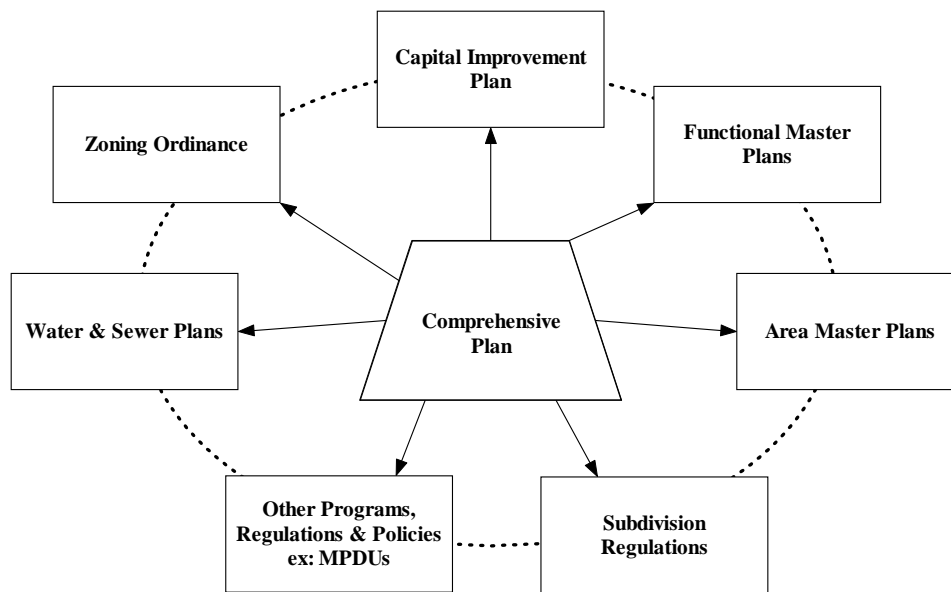 Capital Improvement
Plan
Zoning Ordinance
Functional Master
Plans
Water & Sewer Plans
Comprehensive
Plan
Area Master Plans
Other Programs,
Regulations & Policies
ex: MPDUs
Subdivision
Regulations